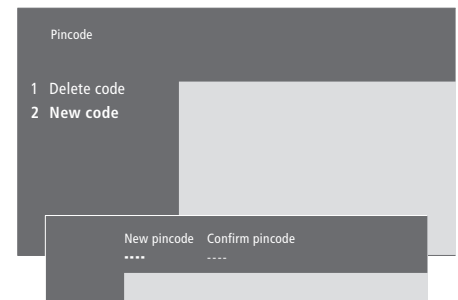 Pincode
1 Delete code
2 New code
New pincode Confirm pincode
---- ----